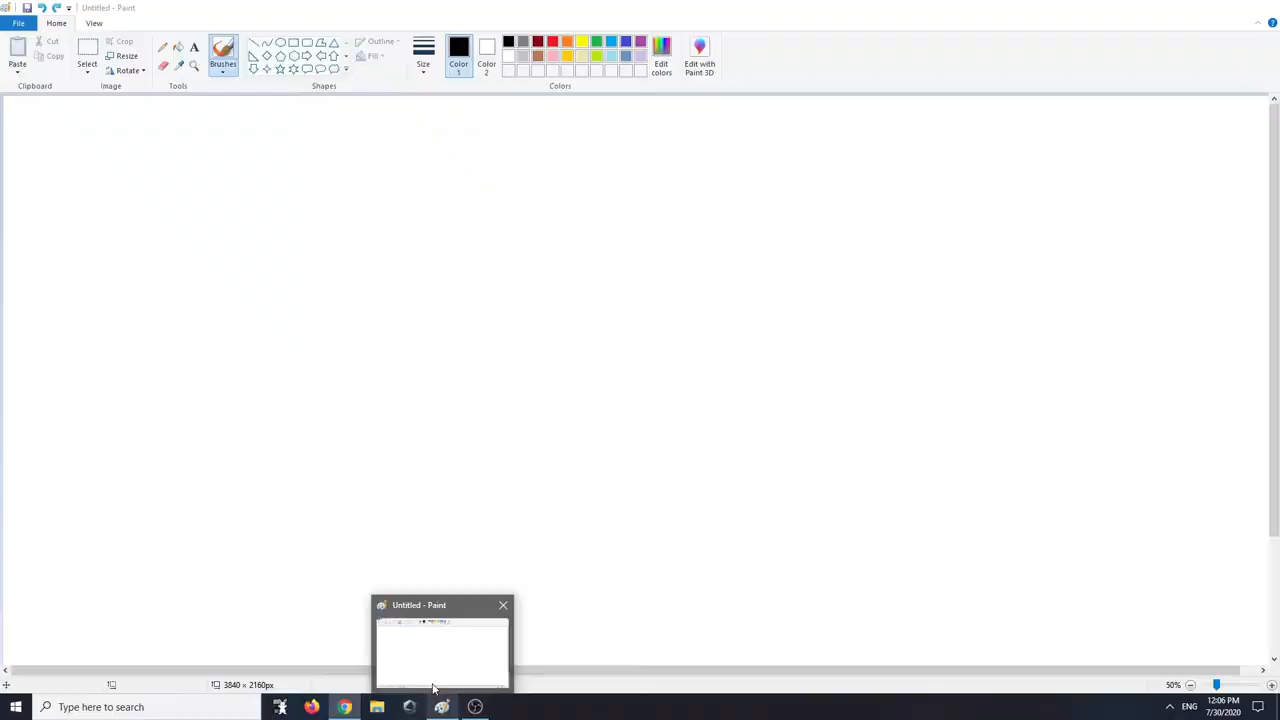 Untitled - Paint
File Home View
Paste
Cut
Copy
Clipboard
Select
Crop
Resize
Rotate
Image
Tools
Brushes
Shapes
Outline
Fill
Size
Color 1
Color 2
Colors
Edit colors
Edit with Paint 3D
Untitled - Paint
3840 × 2160px
50%
Type here to search
ENG
12:06 PM
7/30/2020